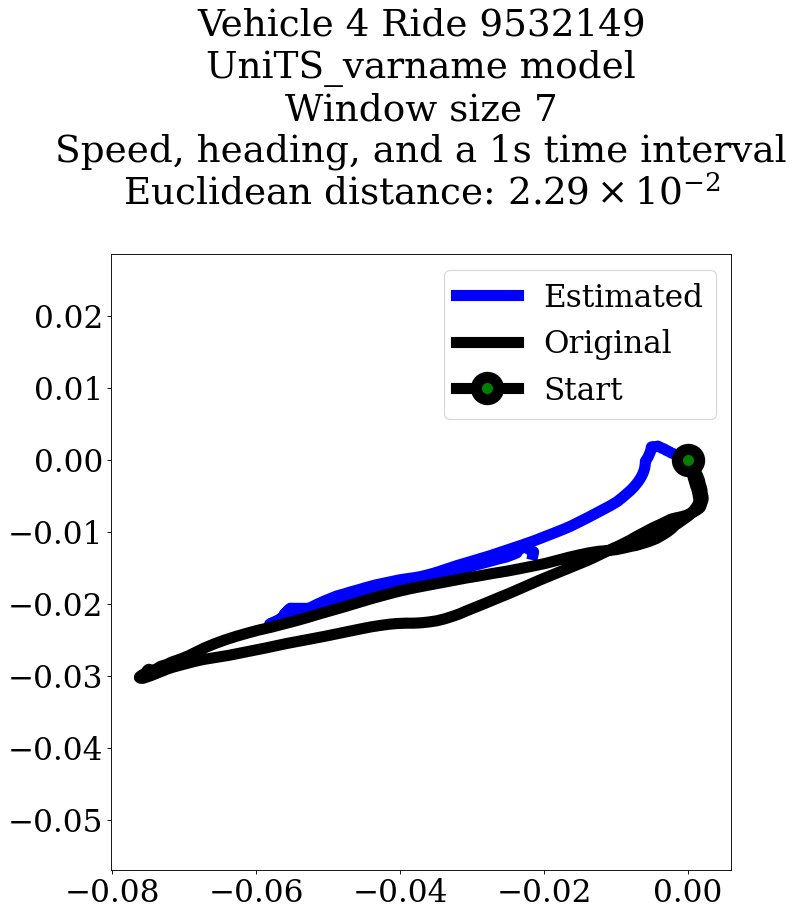 Vehicle 4 Ride 9532149
UniTS_varname model
Window size 7
Speed, heading, and a 1s time interval
Euclidean distance: 2.29 × 10⁻²
Estimated
Original
Start
0.02
0.01
0.00
−0.01
−0.02
−0.03
−0.04
−0.05
−0.08 −0.06 −0.04 −0.02 0.00